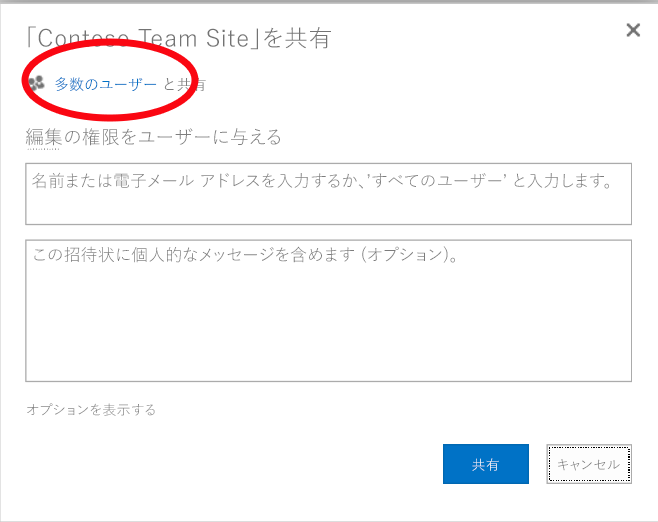 「Contoso Team Site」を共有
多数のユーザー と共有
編集の権限をユーザーに与える
名前または電子メール アドレスを入力するか、'すべてのユーザー' と入力します。
この招待状に個人的なメッセージを含めます (オプション)。
オプションを表示する
共有
キャンセル